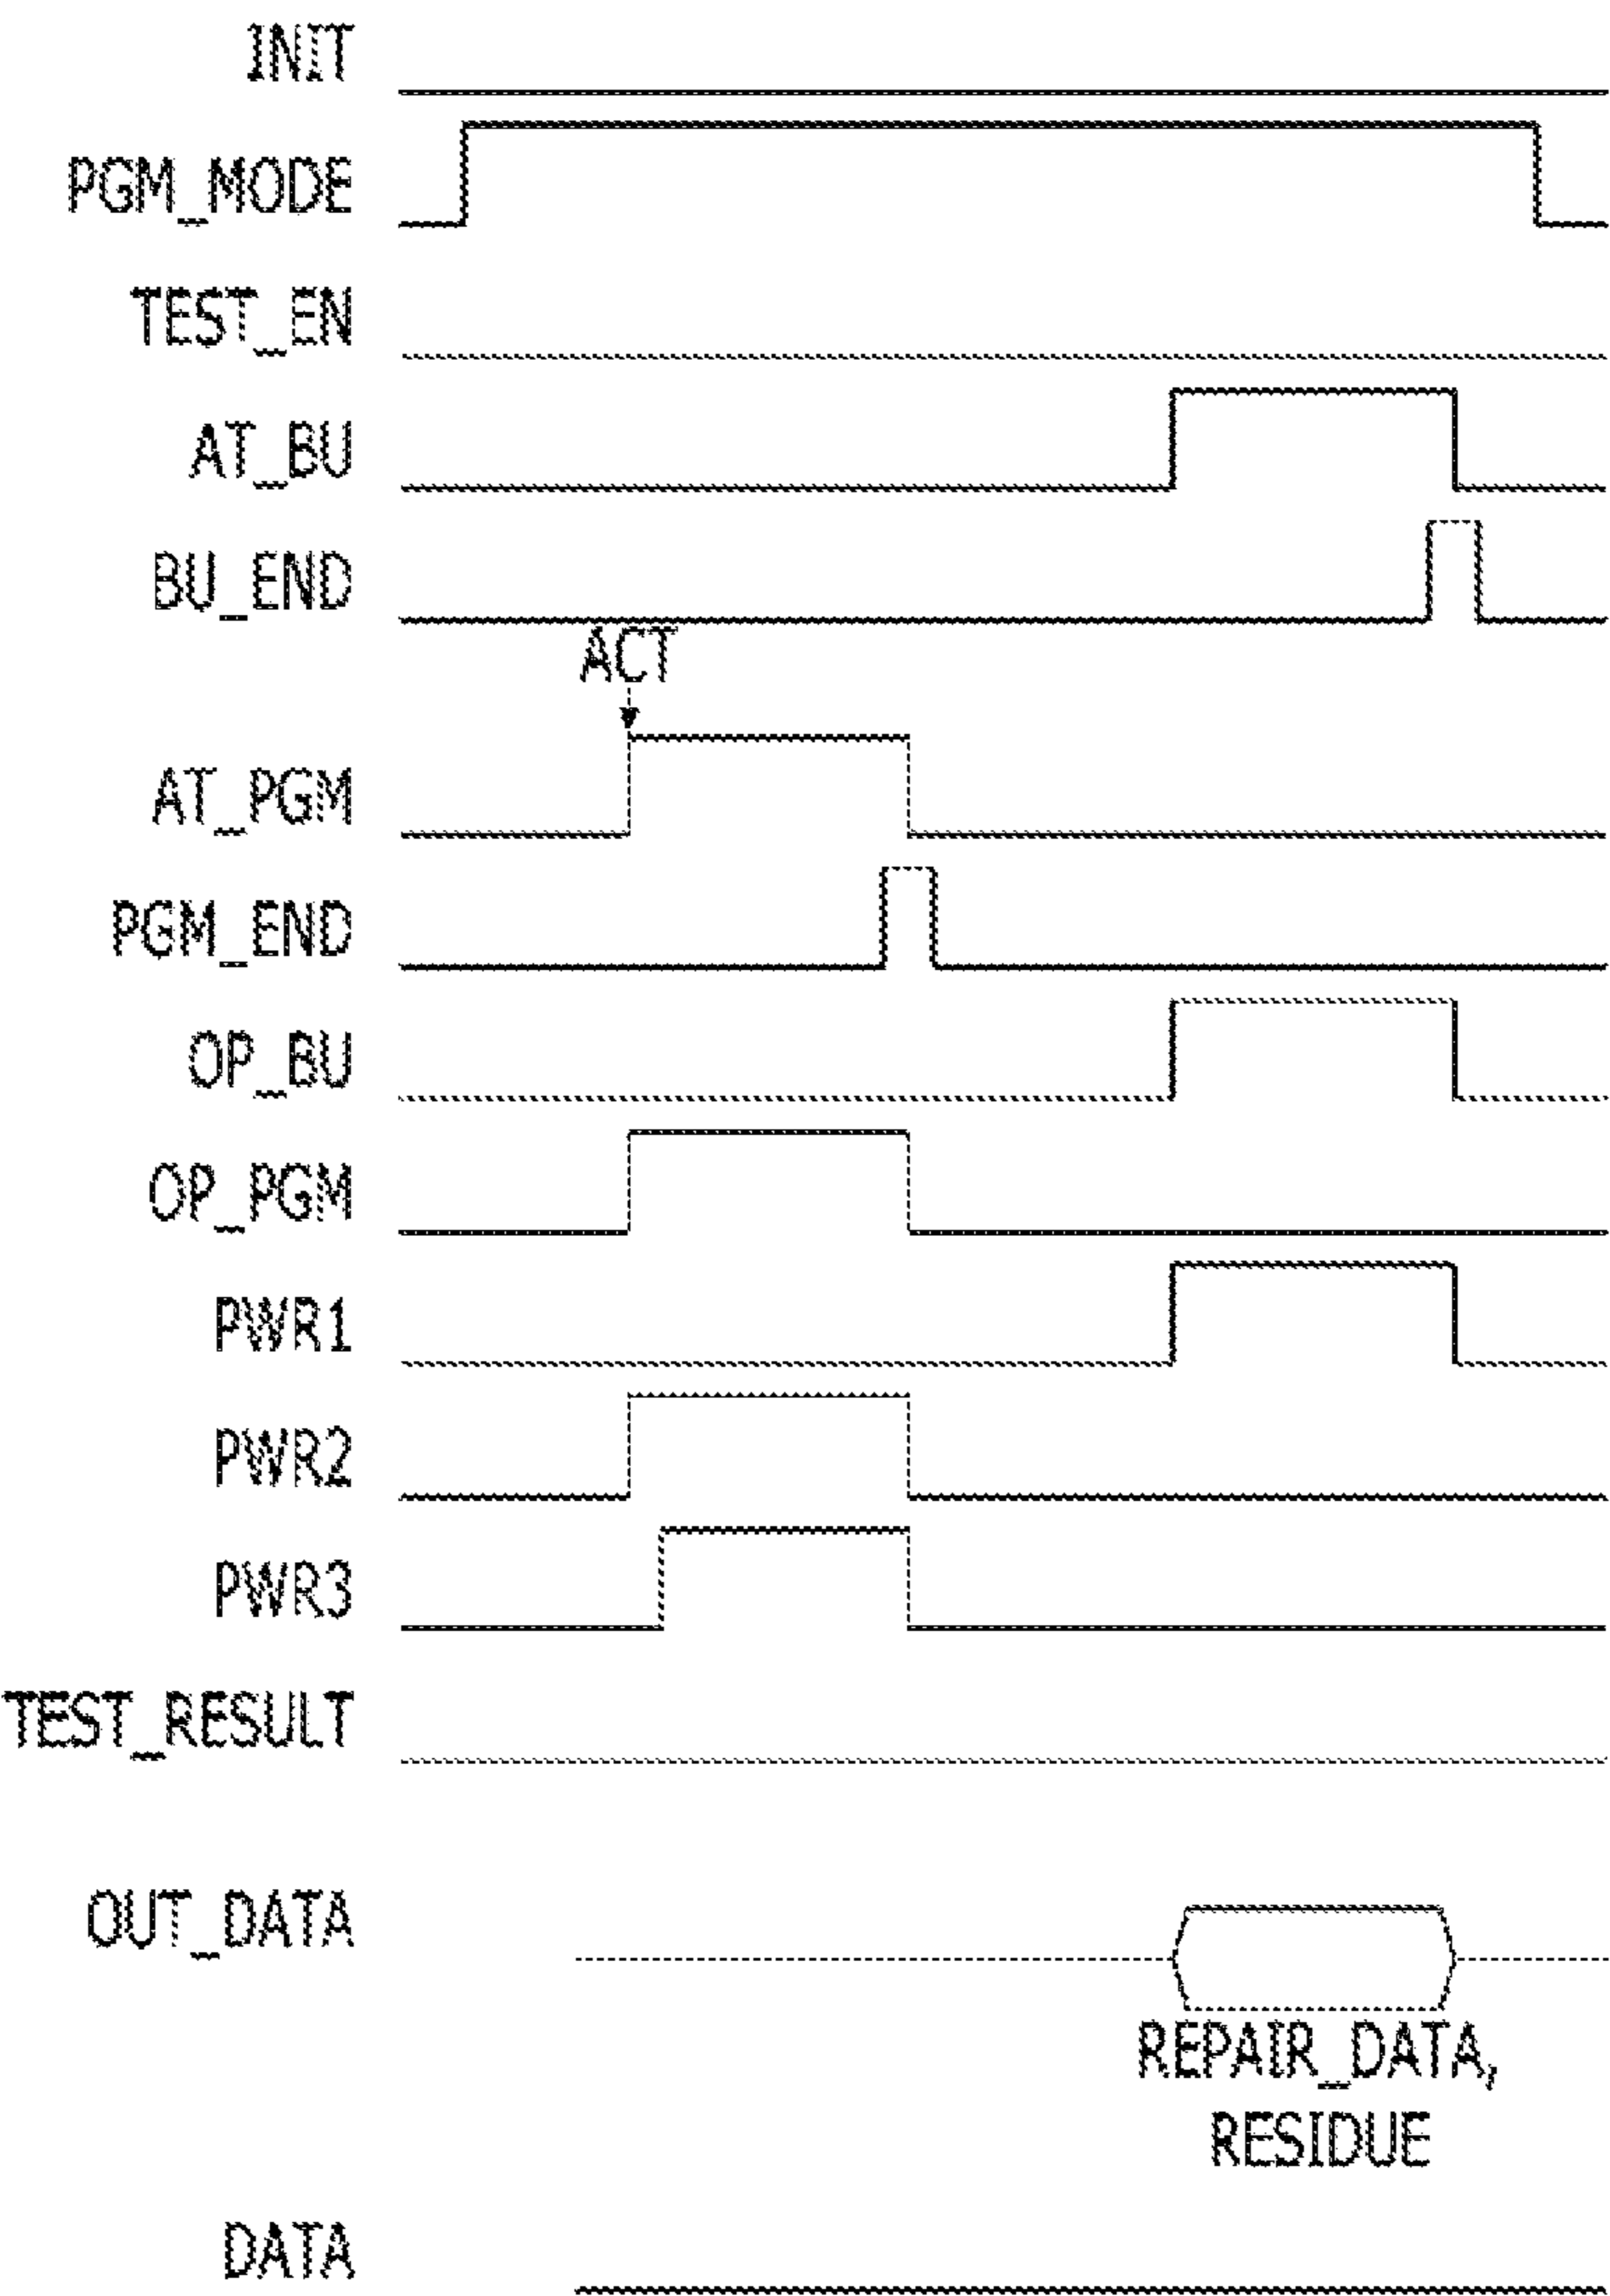 INIT
PGM_MODE
TEST_EN
AT_BU
BU_END
ACT
AT_PGM
PGM_END
OP_BU
OP_PGM
PWR1
PWR2
PWR3
TEST_RESULT
OUT_DATA
REPAIR_DATA,
RESIDUE
DATA